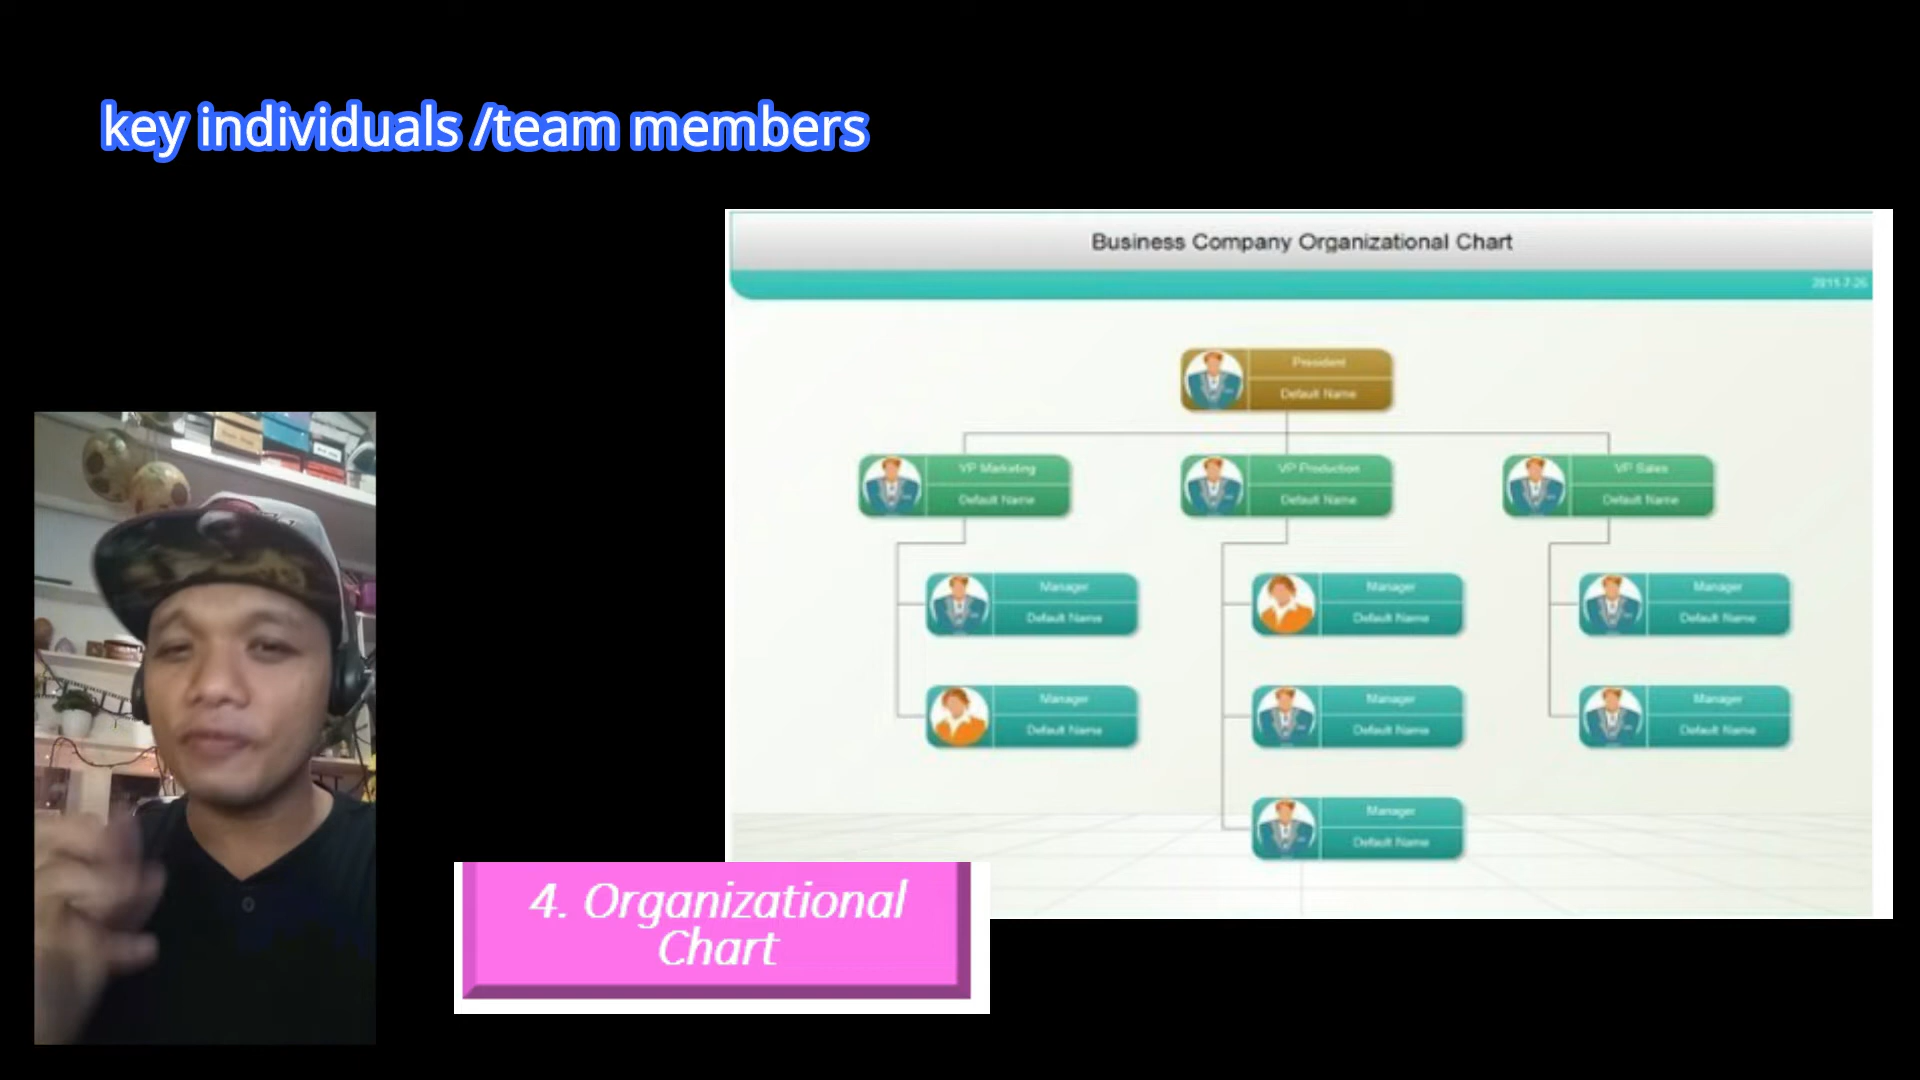 key individuals /team members
Business Company Organizational Chart
President
Default Name
VP Marketing
Default Name
VP Production
Default Name
VP Sales
Default Name
Manager
Default Name
Manager
Default Name
Manager
Default Name
Manager
Default Name
Manager
Default Name
Manager
Default Name
Manager
Default Name
4. Organizational
Chart